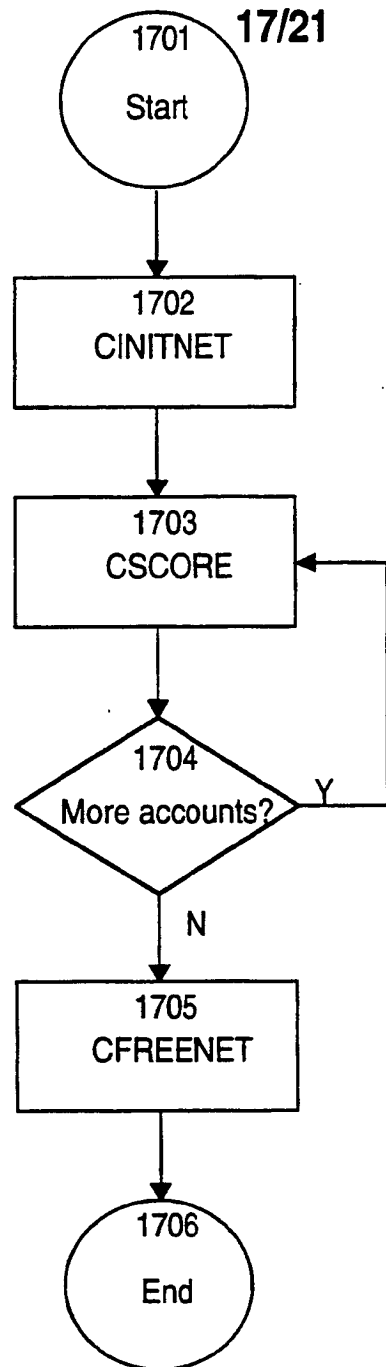 17/21
1701
Start
1702
CINITNET
1703
CSCORE
1704
More accounts?
Y
N
1705
CFREENET
1706
End